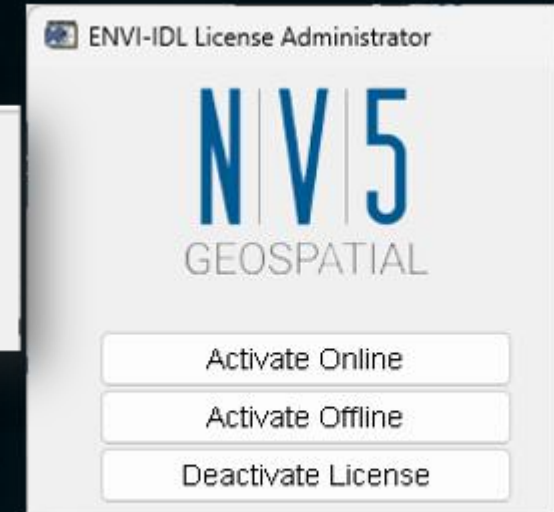 ENVI-IDL License Administrator
NV5
GEOSPATIAL
Activate Online
Activate Offline
Deactivate License